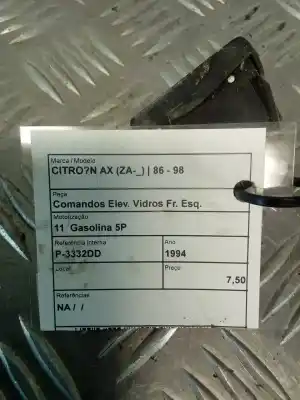 Marca / Modelo
CITRO?N AX (ZA-_) | 86 - 98
Peça
Comandos Elev. Vidros Fr. Esq.
Motorização
11 Gasolina 5P
Referência Interna Ano
P-3332DD 1994
Local Preço
7,50
Referências
NA / /